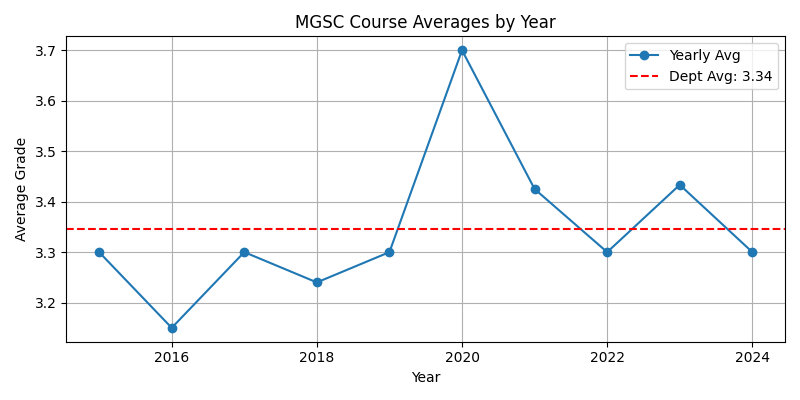 MGSC Course Averages by Year
Yearly Avg
Dept Avg: 3.34
Average Grade
3.7
3.6
3.5
3.4
3.3
3.2
2016
2018
2020
2022
2024
Year